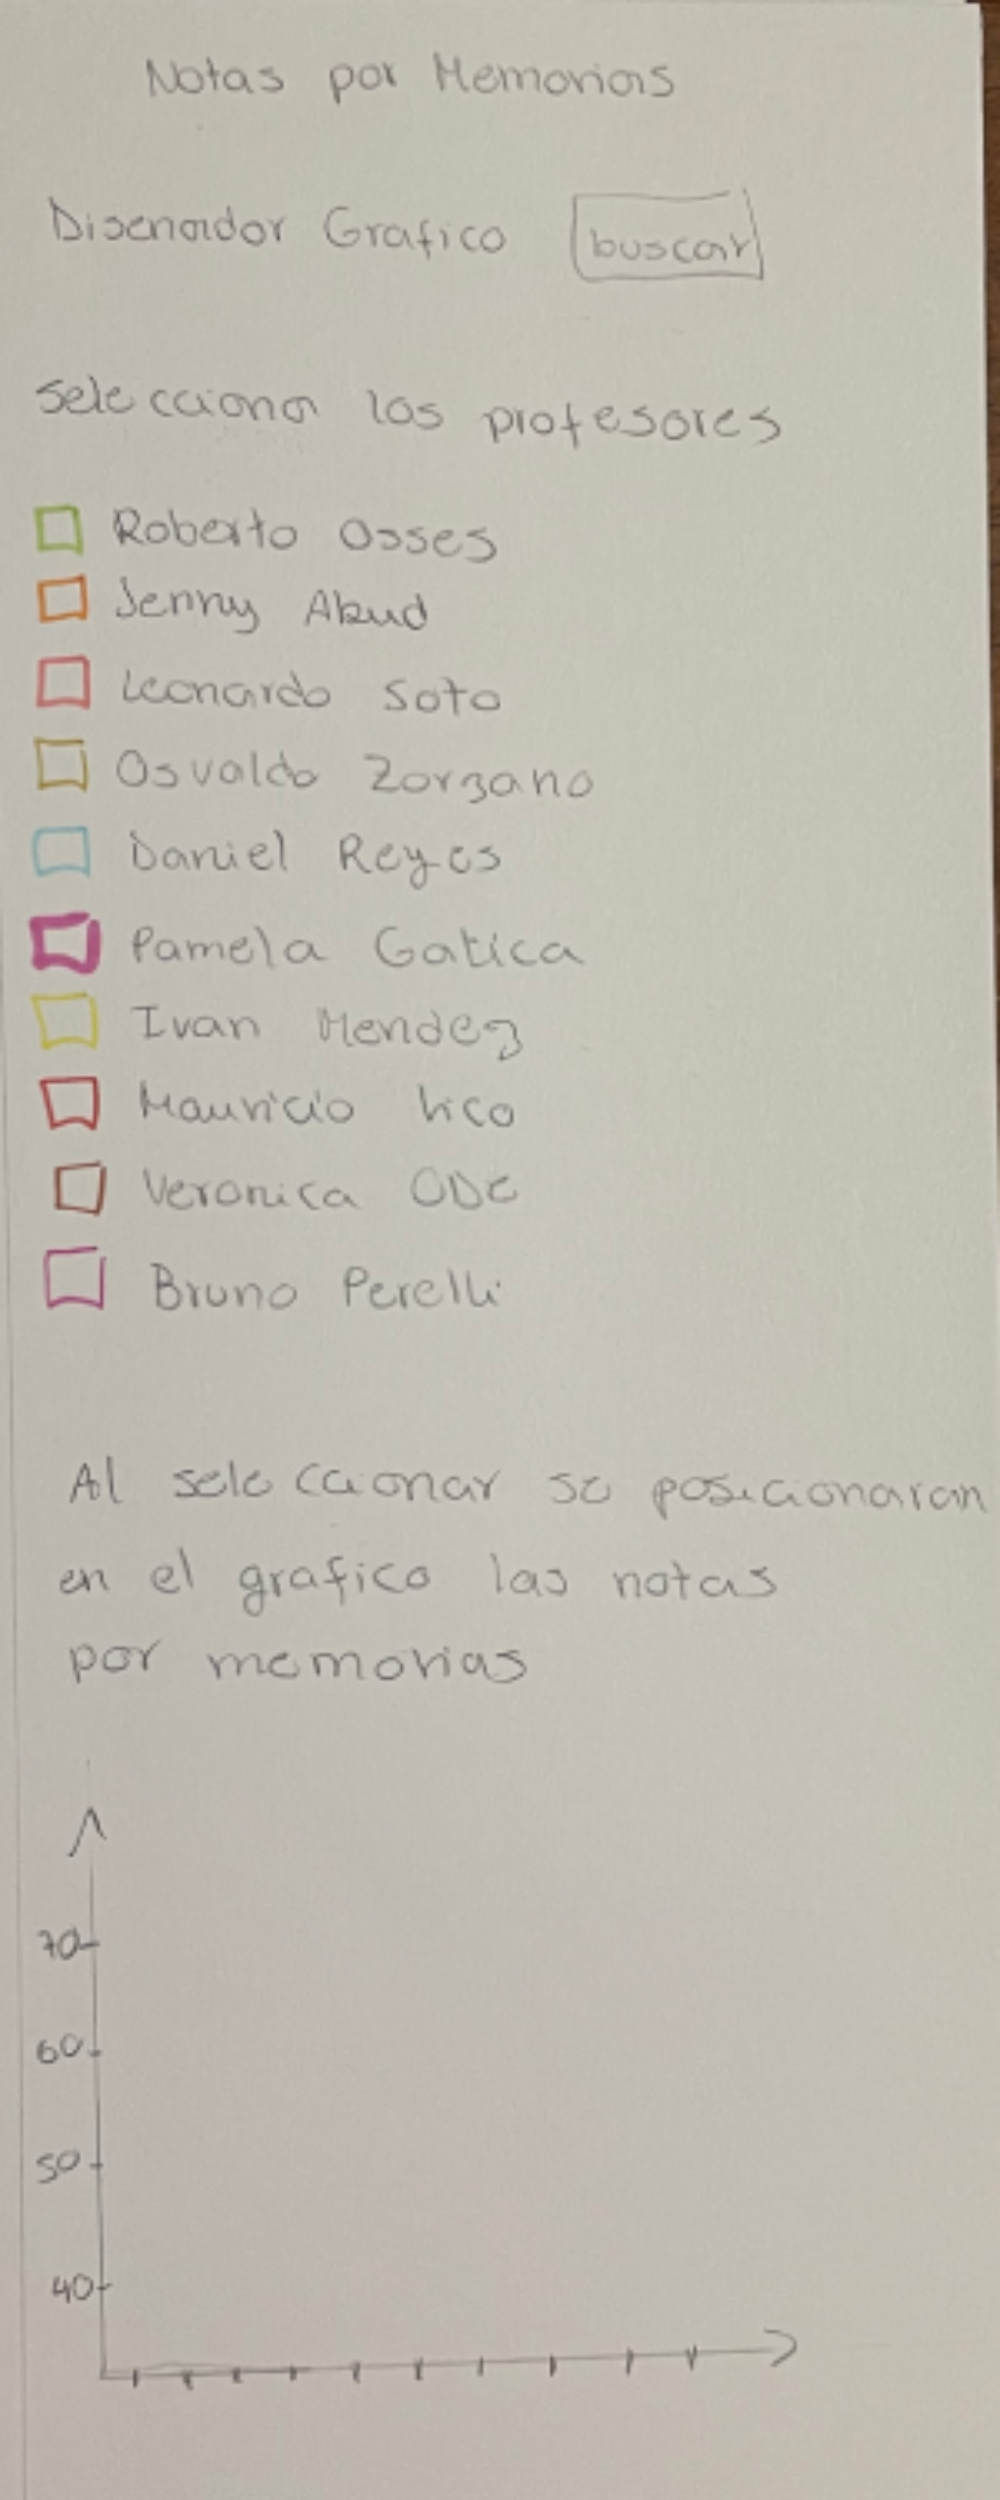 Notas por Memorias
Disenador Grafico buscar
Selecciona los profesores
Roberto Osses
Jenny Abud
Leonardo Soto
Osvaldo Zorzano
Daniel Reyes
Pamela Gatica
Ivan Mendez
Mauricio Vico
Veronica Ode
Bruno Perelli
Al seleccionar se posicionaran
en el grafico las notas
por memorias
70
60
50
40